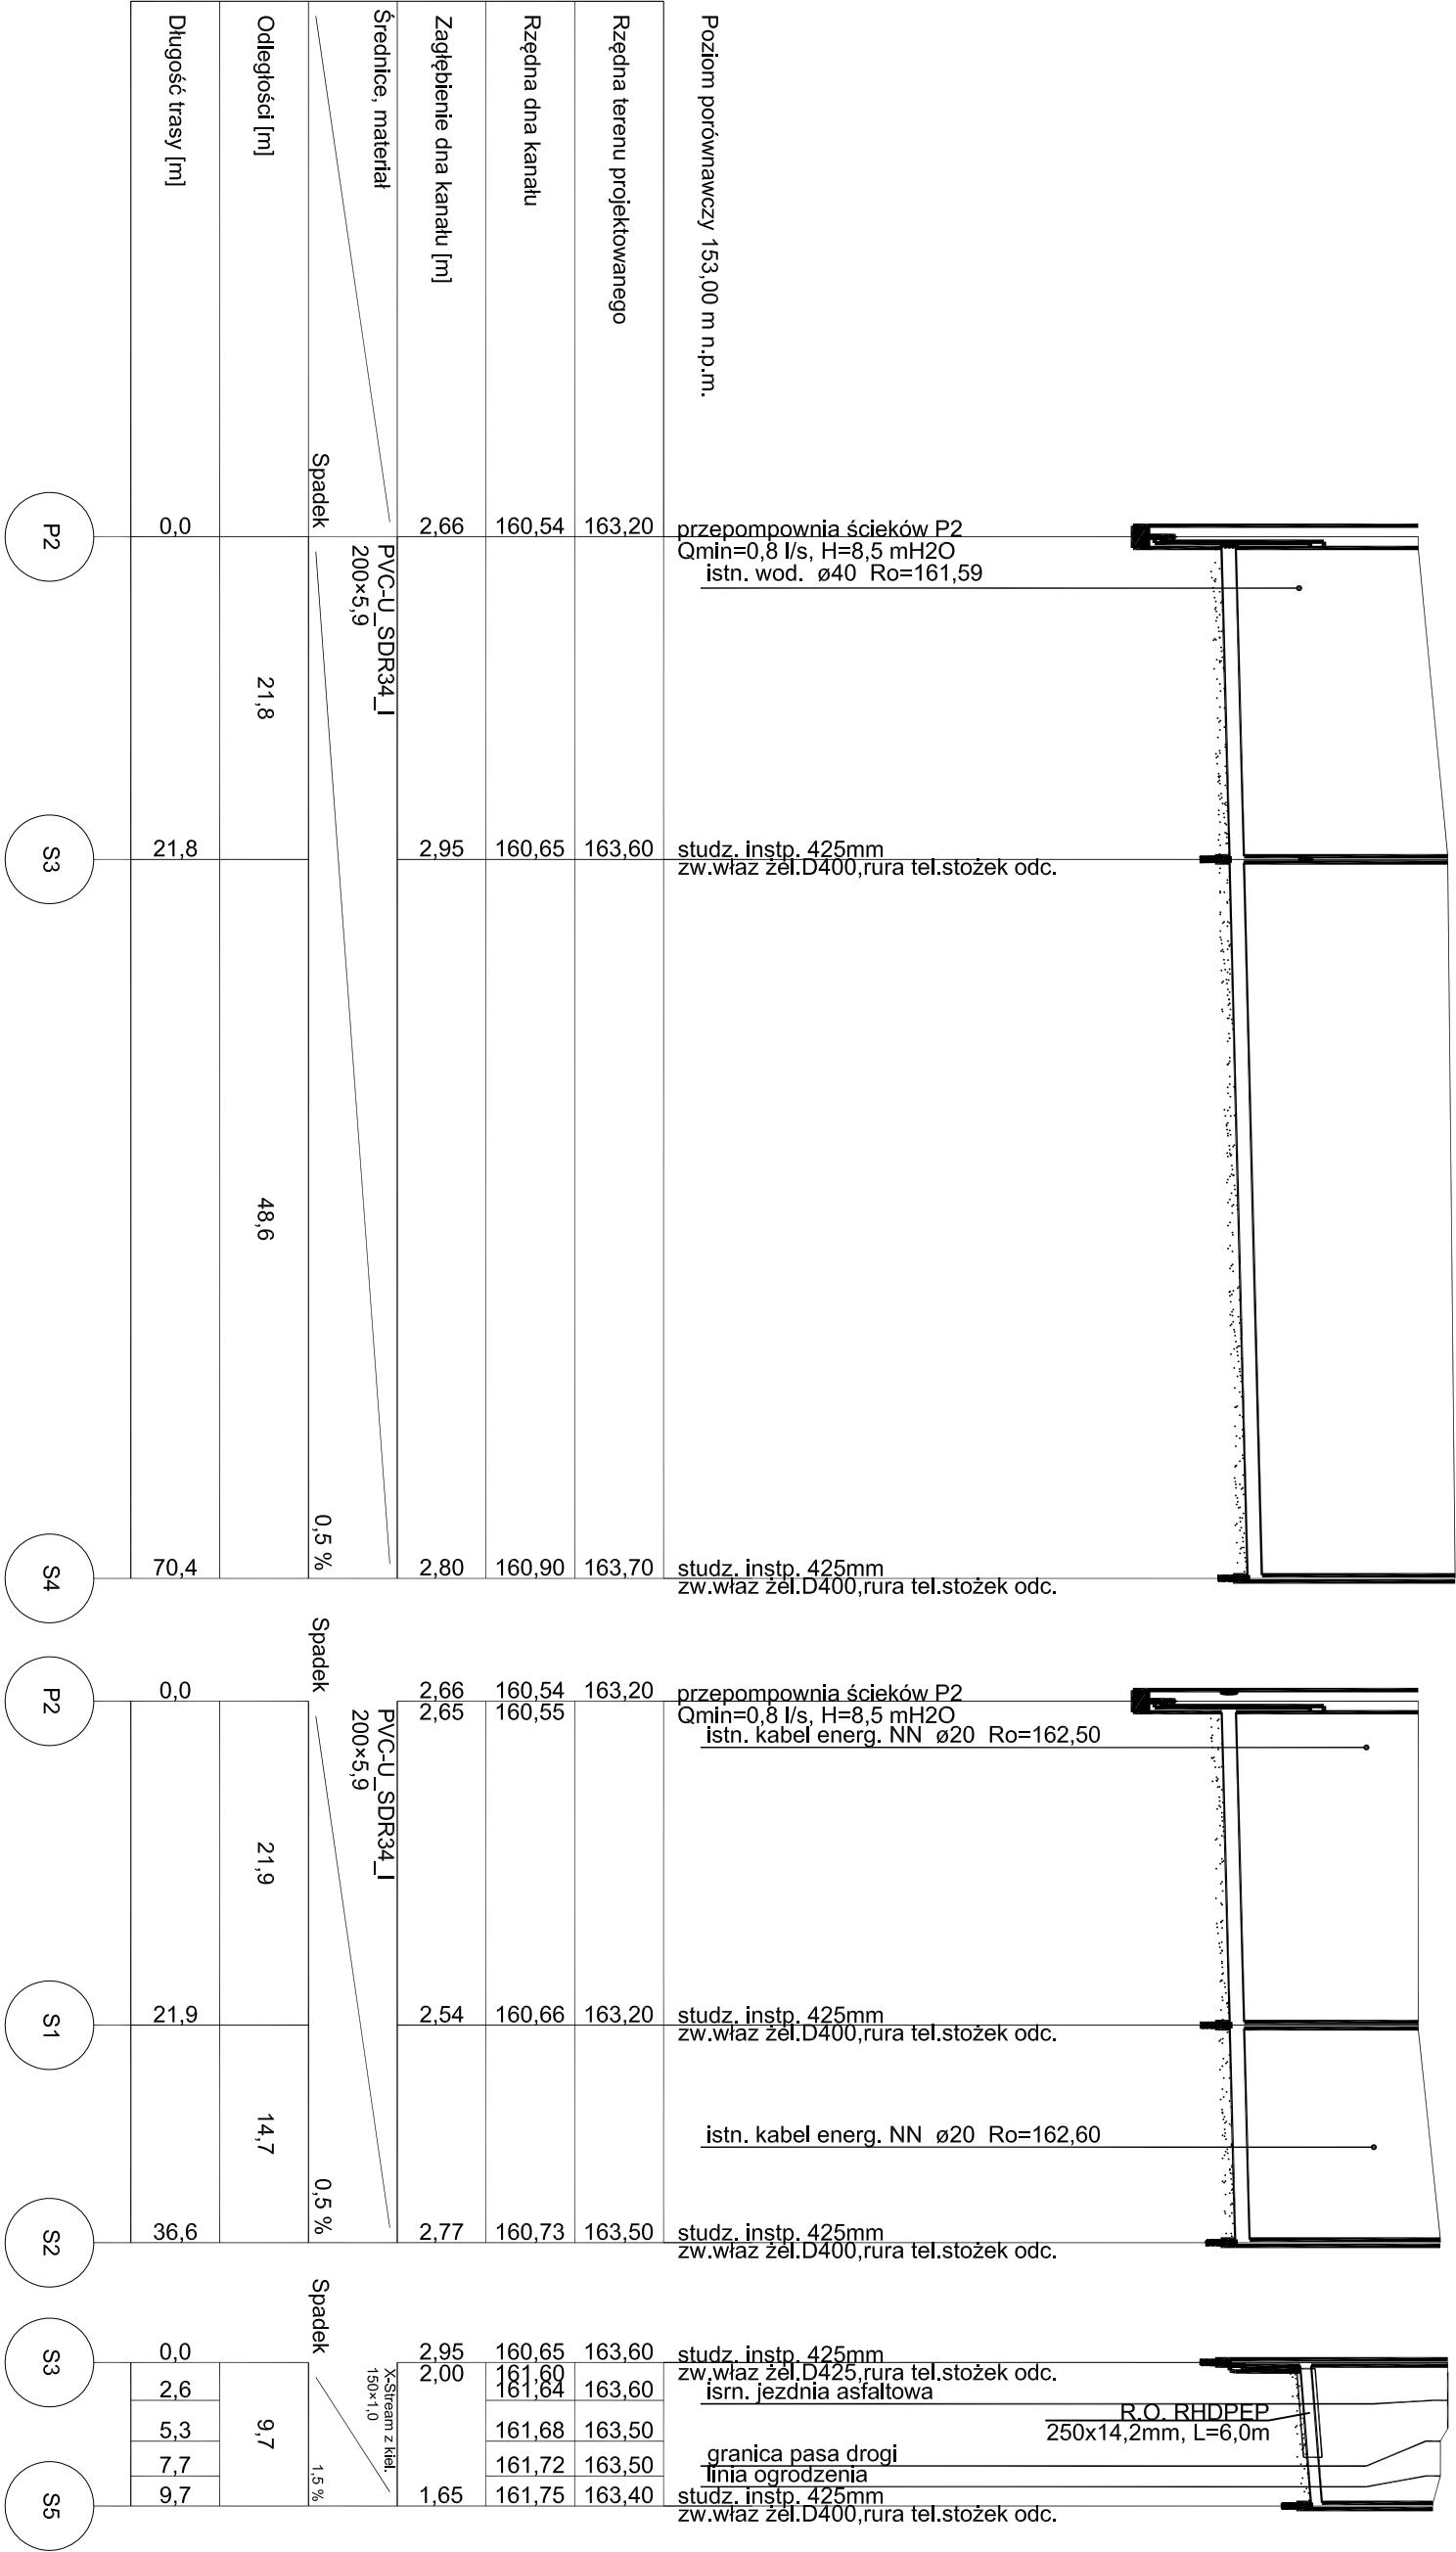 Poziom porównawczy 153,00 m n.p.m.
Rzędna terenu projektowanego
Rzędna dna kanału
Zagłębienie dna kanału [m]
Średnice, materiał
Spadek
Odległości [m]
Długość trasy [m]
przepompownia ścieków P2
Qmin=0,8 l/s, H=8,5 mH2O
istn. wod. ø40 Ro=161,59
163,20
160,54
2,66
0,0
P2
PVC-U_SDR34_I
200×5,9
21,8
studz. instp. 425mm
zw.właz żel.D400,rura tel.stożek odc.
163,60
160,65
2,95
21,8
S3
48,6
0,5 %
studz. instp. 425mm
zw.właz żel.D400,rura tel.stożek odc.
163,70
160,90
2,80
70,4
S4
Spadek
przepompownia ścieków P2
Qmin=0,8 l/s, H=8,5 mH2O
istn. kabel energ. NN ø20 Ro=162,50
163,20
160,54
160,55
2,66
2,65
0,0
P2
PVC-U_SDR34_I
200×5,9
21,9
studz. instp. 425mm
zw.właz żel.D400,rura tel.stożek odc.
163,20
160,66
2,54
21,9
S1
istn. kabel energ. NN ø20 Ro=162,60
14,7
0,5 %
studz. instp. 425mm
zw.właz żel.D400,rura tel.stożek odc.
163,50
160,73
2,77
36,6
S2
Spadek
studz. instp. 425mm
zw.właz żel.D425,rura tel.stożek odc.
isrn. jezdnia asfaltowa
163,60
160,65
161,60
2,95
2,00
0,0
S3
163,60
161,64
2,6
X-Stream z kiel.
150×1,0
R.O. RHDPEP
250x14,2mm, L=6,0m
163,50
161,68
5,3
9,7
granica pasa drogi
163,50
161,72
7,7
linia ogrodzenia
1,5 %
studz. instp. 425mm
zw.właz żel.D400,rura tel.stożek odc.
163,40
161,75
1,65
9,7
S5